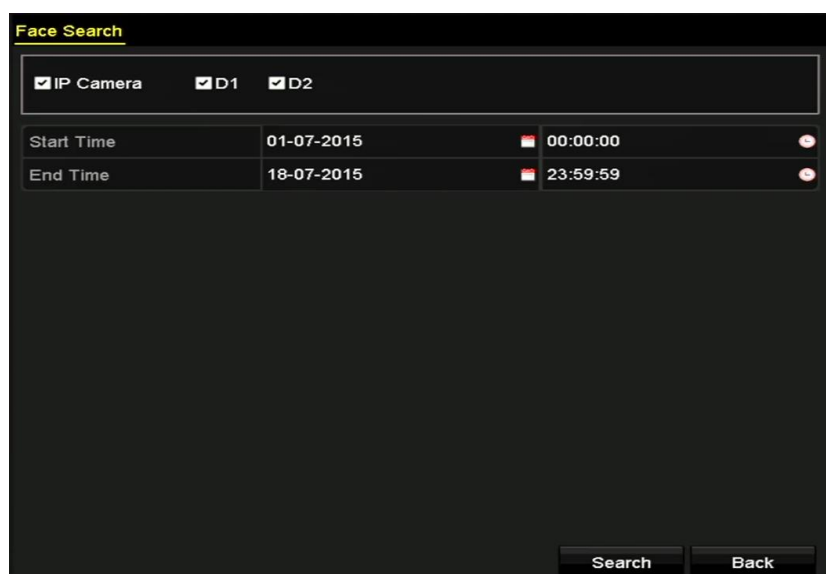 Face Search
IP Camera D1 D2
Start Time 01-07-2015 00:00:00
End Time 18-07-2015 23:59:59
Search Back